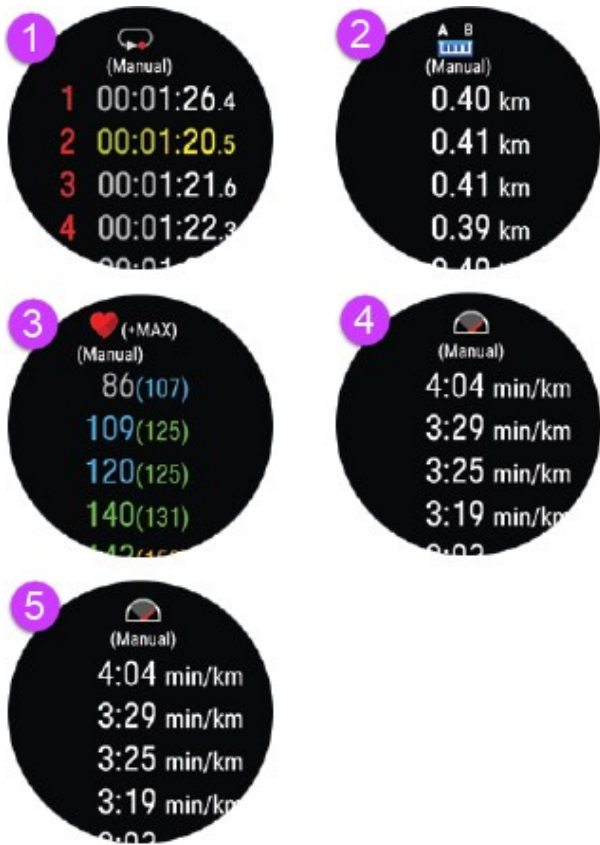 1
(Manual)
1 00:01:26.4
2 00:01:20.5
3 00:01:21.6
4 00:01:22.3
2
A B
(Manual)
0.40 km
0.41 km
0.41 km
0.39 km
3
(+MAX)
(Manual)
86(107)
109(125)
120(125)
140(131)
4
(Manual)
4:04 min/km
3:29 min/km
3:25 min/km
3:19 min/km
5
(Manual)
4:04 min/km
3:29 min/km
3:25 min/km
3:19 min/km